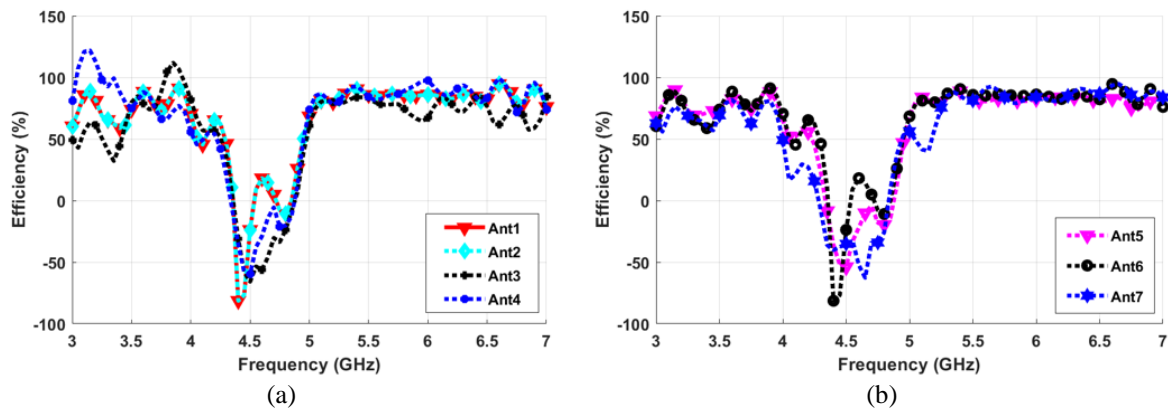 150
100
50
0
-50
-100
Efficiency (%)
3 3.5 4 4.5 5 5.5 6 6.5 7
Frequency (GHz)
Ant1
Ant2
Ant3
Ant4
(a)
150
100
50
0
-50
-100
Efficiency (%)
3 3.5 4 4.5 5 5.5 6 6.5 7
Frequency (GHz)
Ant5
Ant6
Ant7
(b)